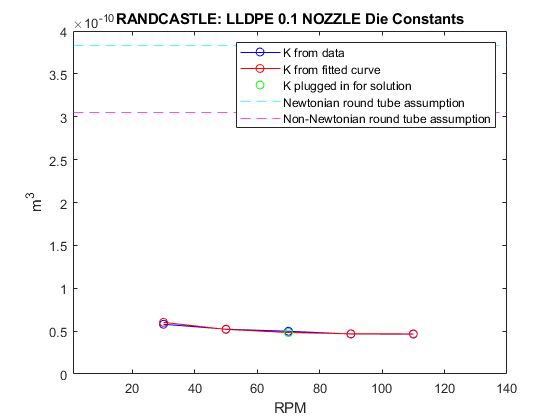 ×10⁻¹⁰ RANDCASTLE: LLDPE 0.1 NOZZLE Die Constants
K from data
K from fitted curve
K plugged in for solution
Newtonian round tube assumption
Non-Newtonian round tube assumption
4
3.5
3
2.5
2
1.5
1
0.5
0
m³
20 40 60 80 100 120 140
RPM